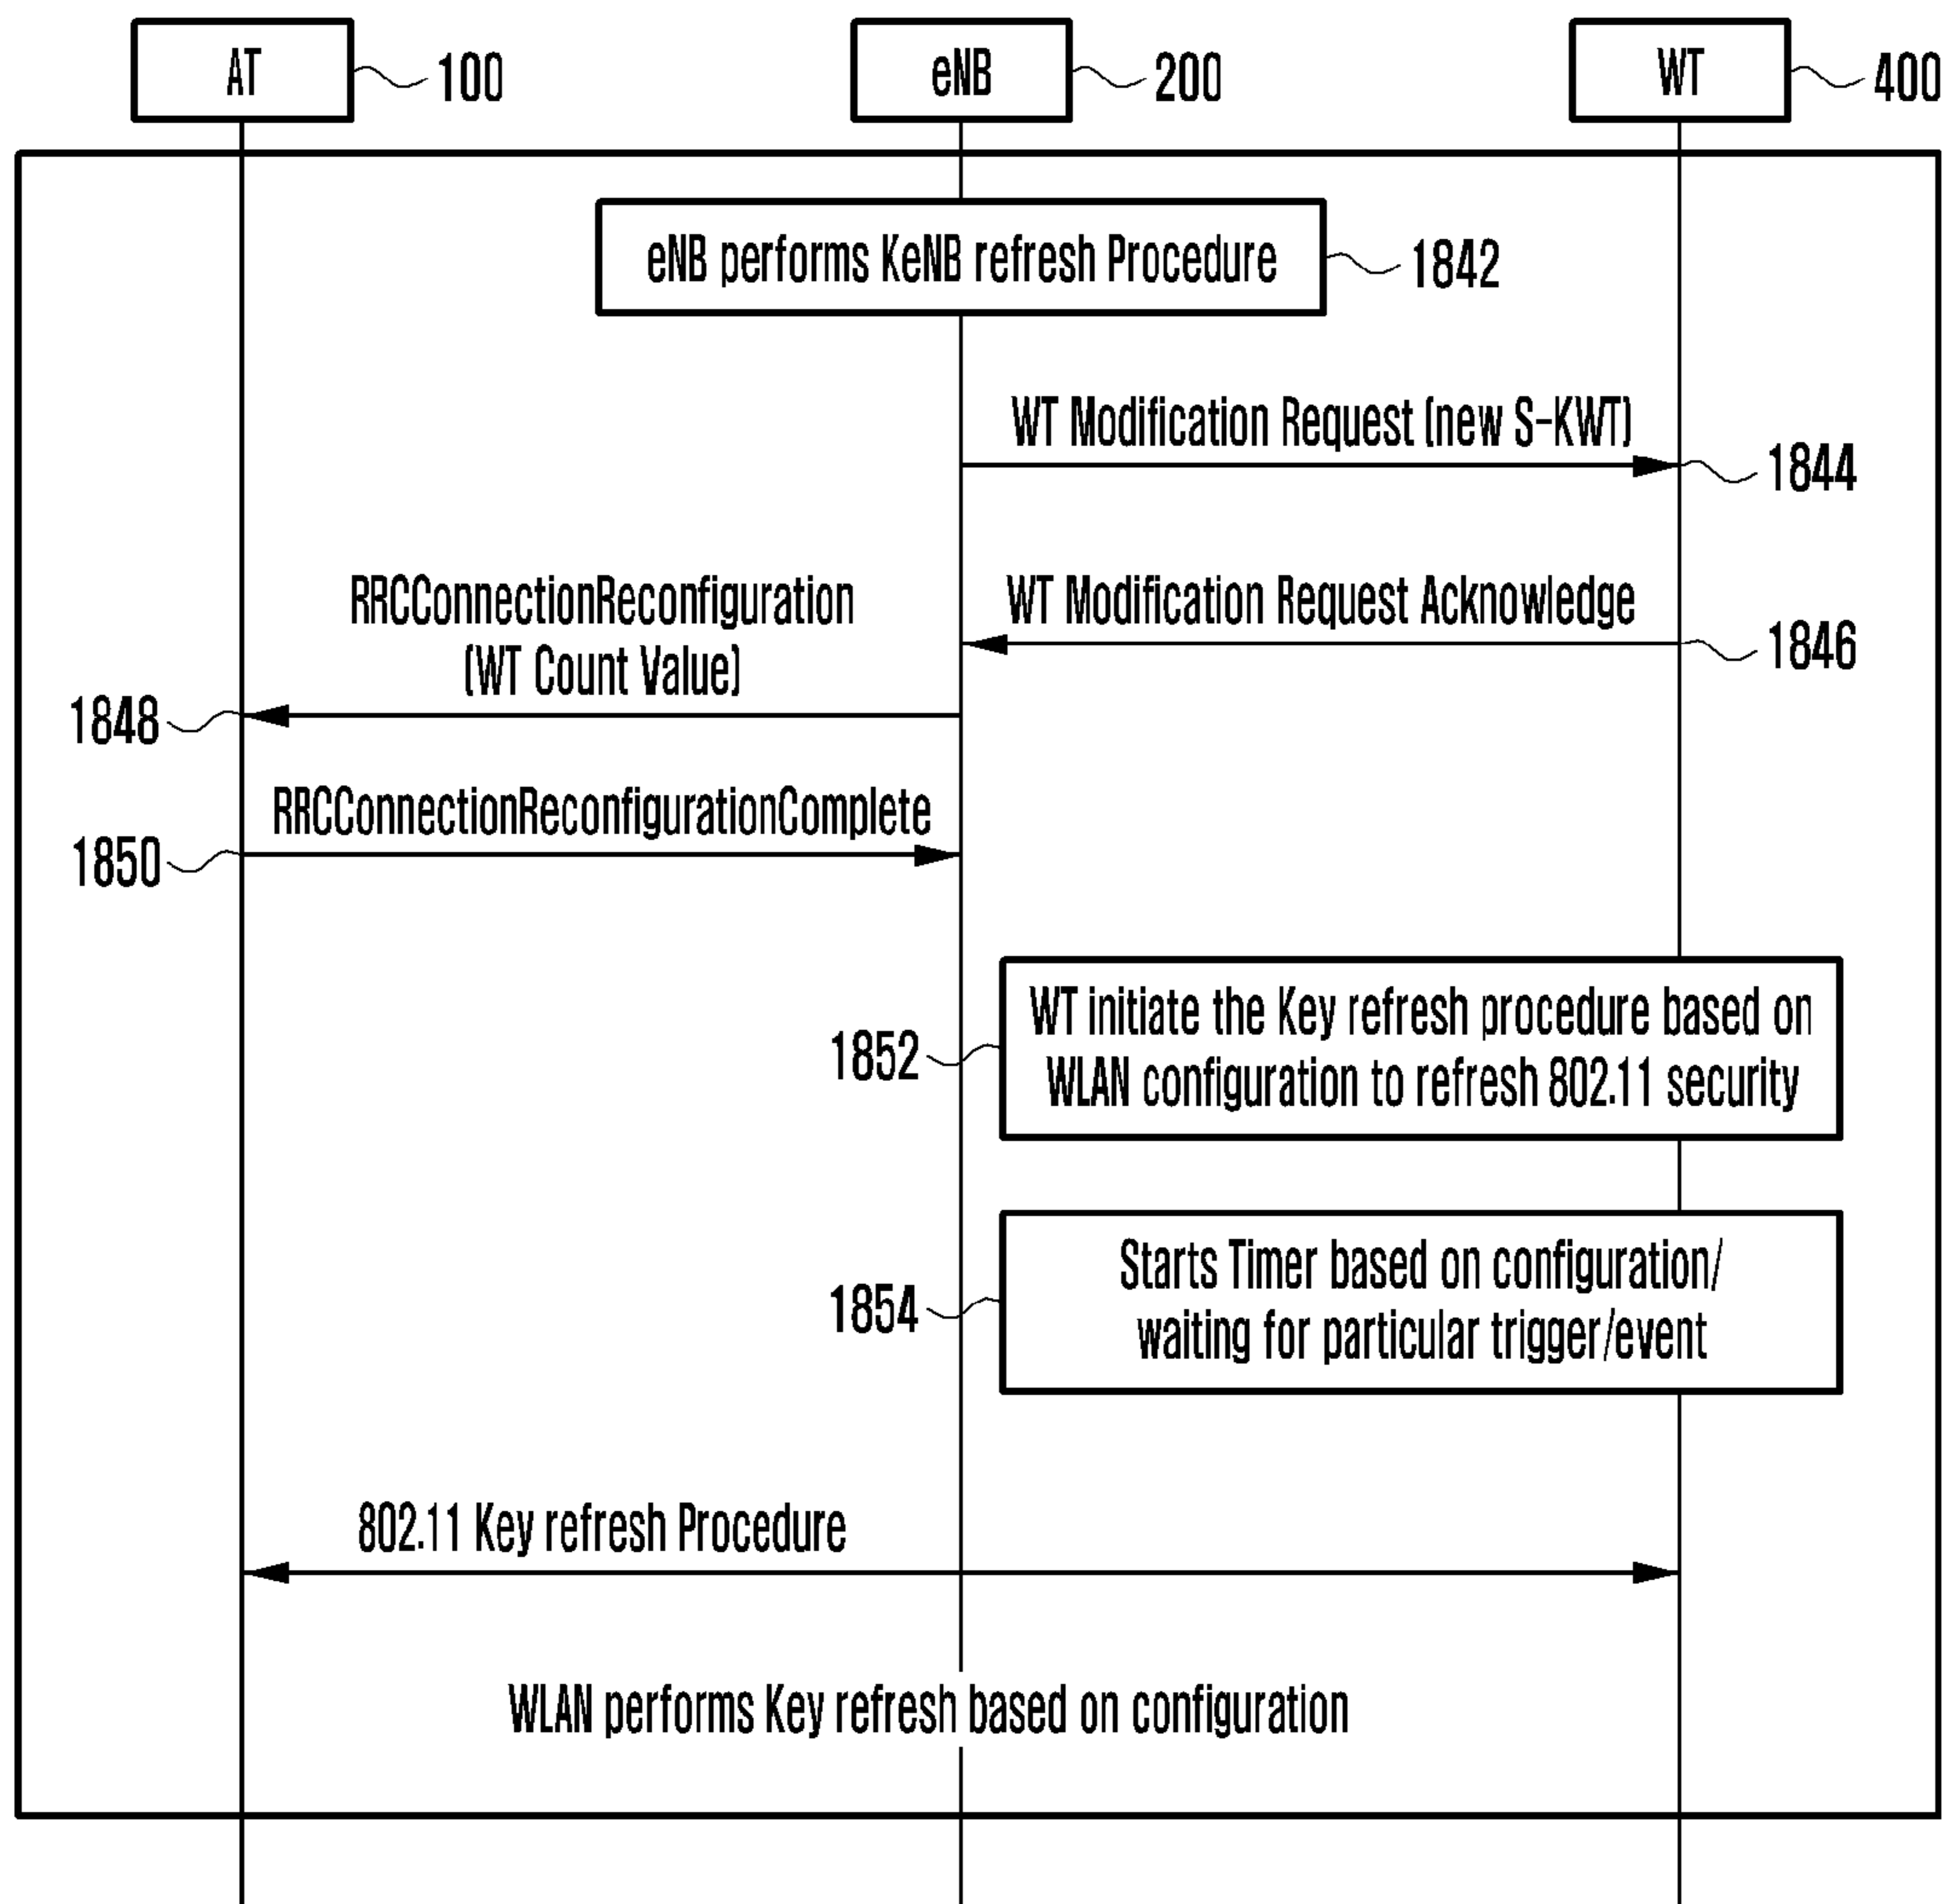 AT
100
eNB
200
WT
400
eNB performs KeNB refresh Procedure
1842
WT Modification Request (new S-KWT)
1844
RRCConnectionReconfiguration
(WT Count Value)
1848
WT Modification Request Acknowledge
1846
RRCConnectionReconfigurationComplete
1850
WT initiate the Key refresh procedure based on
WLAN configuration to refresh 802.11 security
1852
Starts Timer based on configuration/
waiting for particular trigger/event
1854
802.11 Key refresh Procedure
WLAN performs Key refresh based on configuration